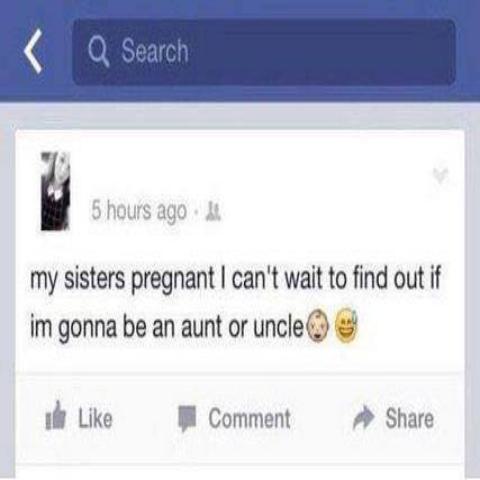 Search
5 hours ago ·
my sisters pregnant I can't wait to find out if
im gonna be an aunt or uncle👶😅
Like Comment Share